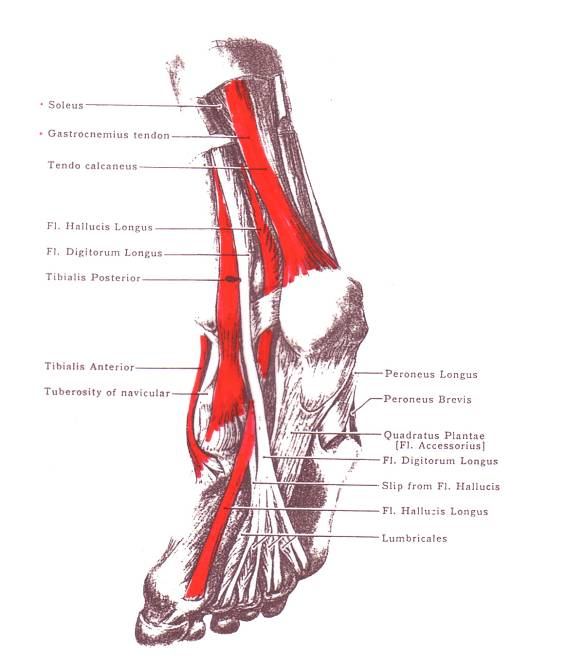 * Soleus
* Gastrocnemius tendon
Tendo calcaneus
Fl. Hallucis Longus
Fl. Digitorum Longus
Tibialis Posterior
Tibialis Anterior
Tuberosity of navicular
Peroneus Longus
Peroneus Brevis
Quadratus Plantae
[Fl. Accessorius]
Fl. Digitorum Longus
Slip from Fl. Hallucis
Fl. Hallucis Longus
Lumbricales